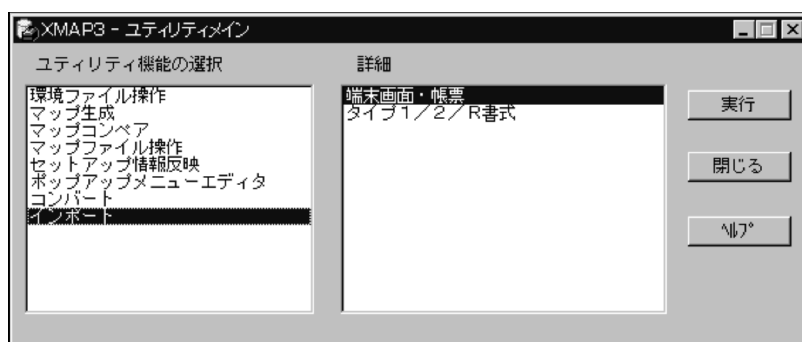 XMAP3 - ユティリティメイン
ユティリティ機能の選択
詳細
環境ファイル操作
マップ生成
マップコンペア
マップファイル操作
セットアップ情報反映
ポップアップメニューエディタ
コンバート
インポート
端末画面・帳票
タイプ1/2/R書式
実行
閉じる
ヘルプ